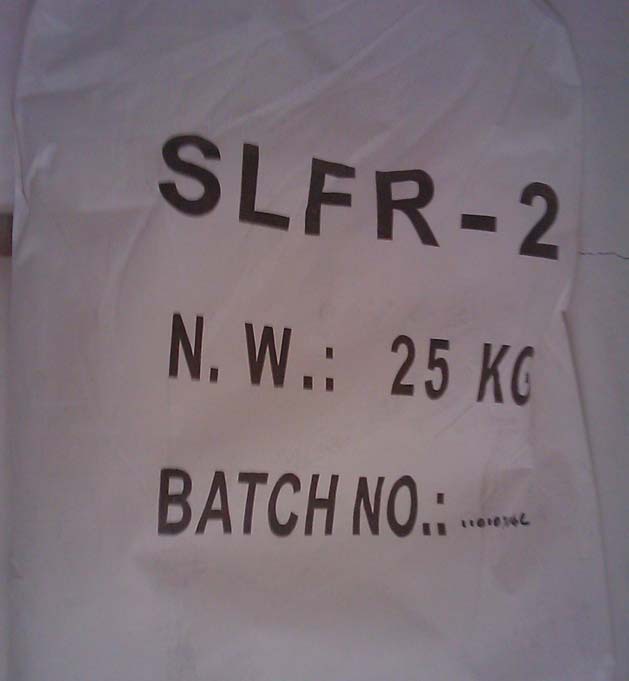 SLFR-2
N. W.: 25 KG
BATCH NO.: